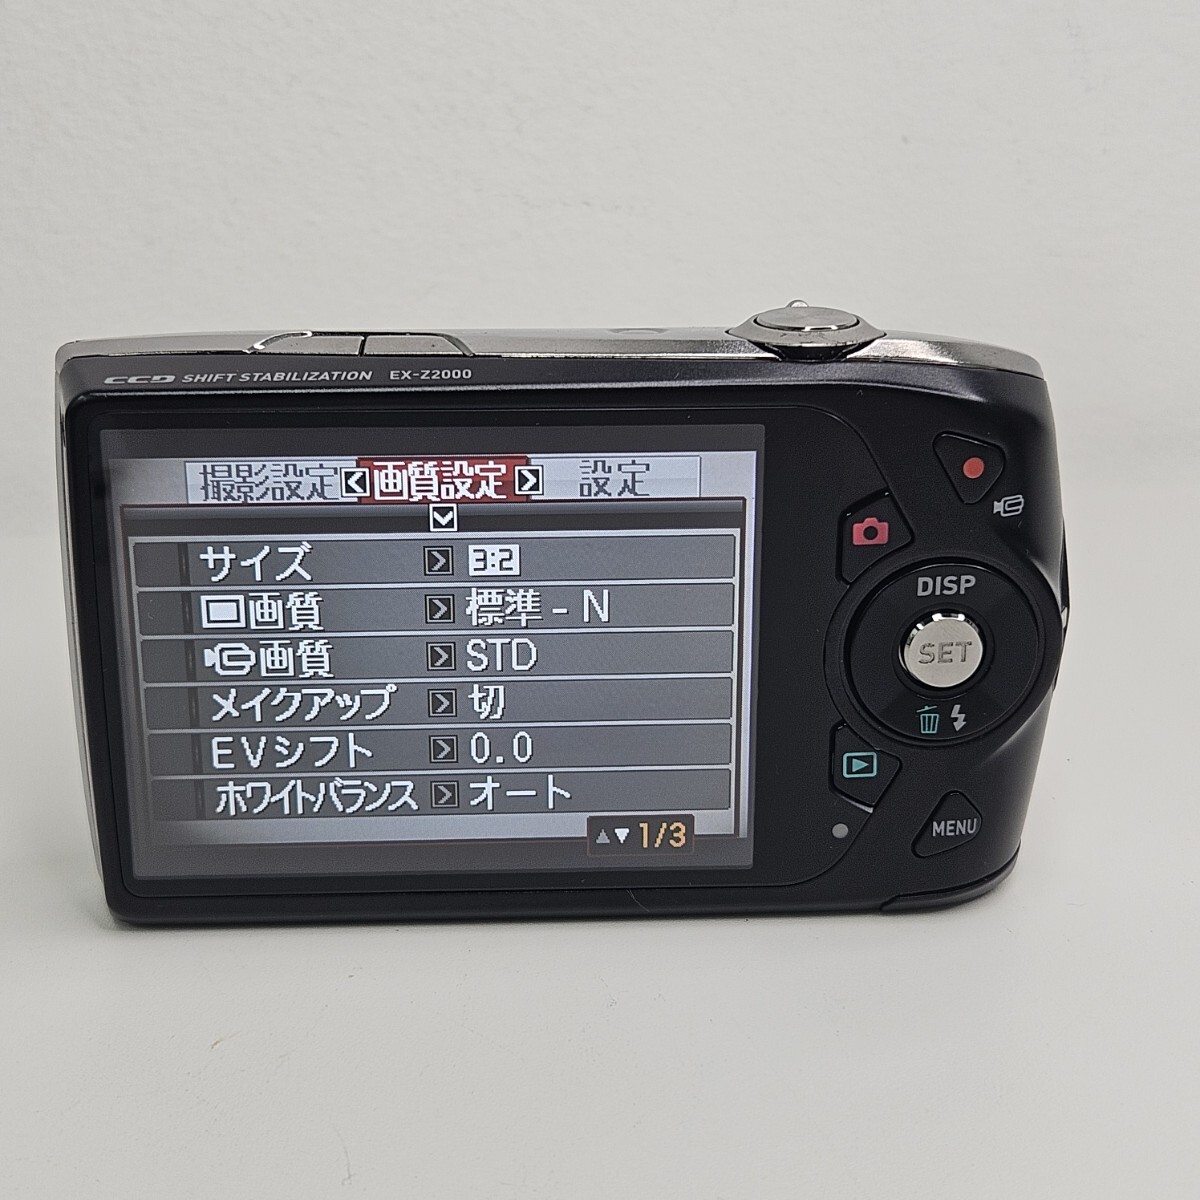 CCD SHIFT STABILIZATION EX-Z2000
撮影設定 画質設定 設定
サイズ 3:2
画質 標準 - N
画質 STD
メイクアップ 切
EVシフト 0.0
ホワイトバランス オート
1/3
DISP
SET
MENU